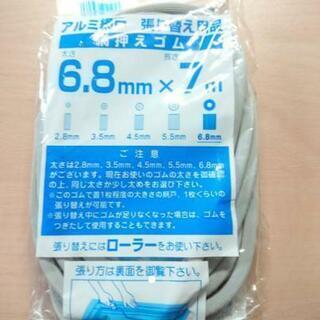 アルミ網戸 張り替え用品
網押えゴム
太さ 長さ
6.8mm×7m
2.8mm 3.5mm 4.5mm 5.5mm 6.8mm
ご 注 意
太さは2.8mm、3.5mm、4.5mm、5.5mm、6.8mm
がございます。現在お使いのゴムの太さを御確認
の上、同じ太さか少し太めをお選び下さい。
※このゴムで畳1枚程度の大きさの網戸、1枚くらいの
張り替えが可能です。
※張り替え中にゴムが足りなくなった場合は、ゴムを
つぎたして使用することもできます。
張り替えにはローラーをお使い下さい。
張り方は裏面を御覧下さい。